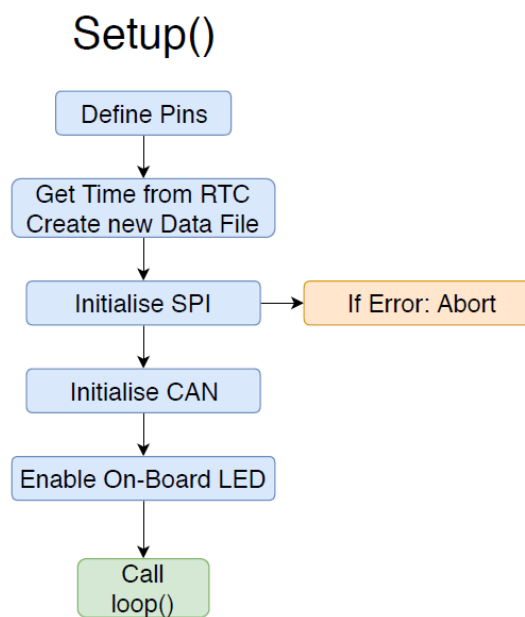 Setup()
Define Pins
Get Time from RTC
Create new Data File
Initialise SPI
If Error: Abort
Initialise CAN
Enable On-Board LED
Call
loop()